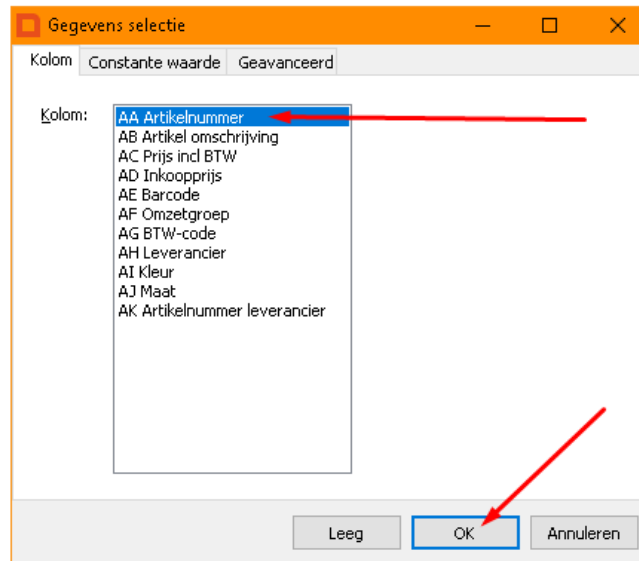 Gegevens selectie
Kolom Constante waarde Geavanceerd
Kolom:
AA Artikelnummer
AB Artikel omschrijving
AC Prijs incl BTW
AD Inkoopprijs
AE Barcode
AF Omzetgroep
AG BTW-code
AH Leverancier
AI Kleur
AJ Maat
AK Artikelnummer leverancier
Leeg OK Annuleren